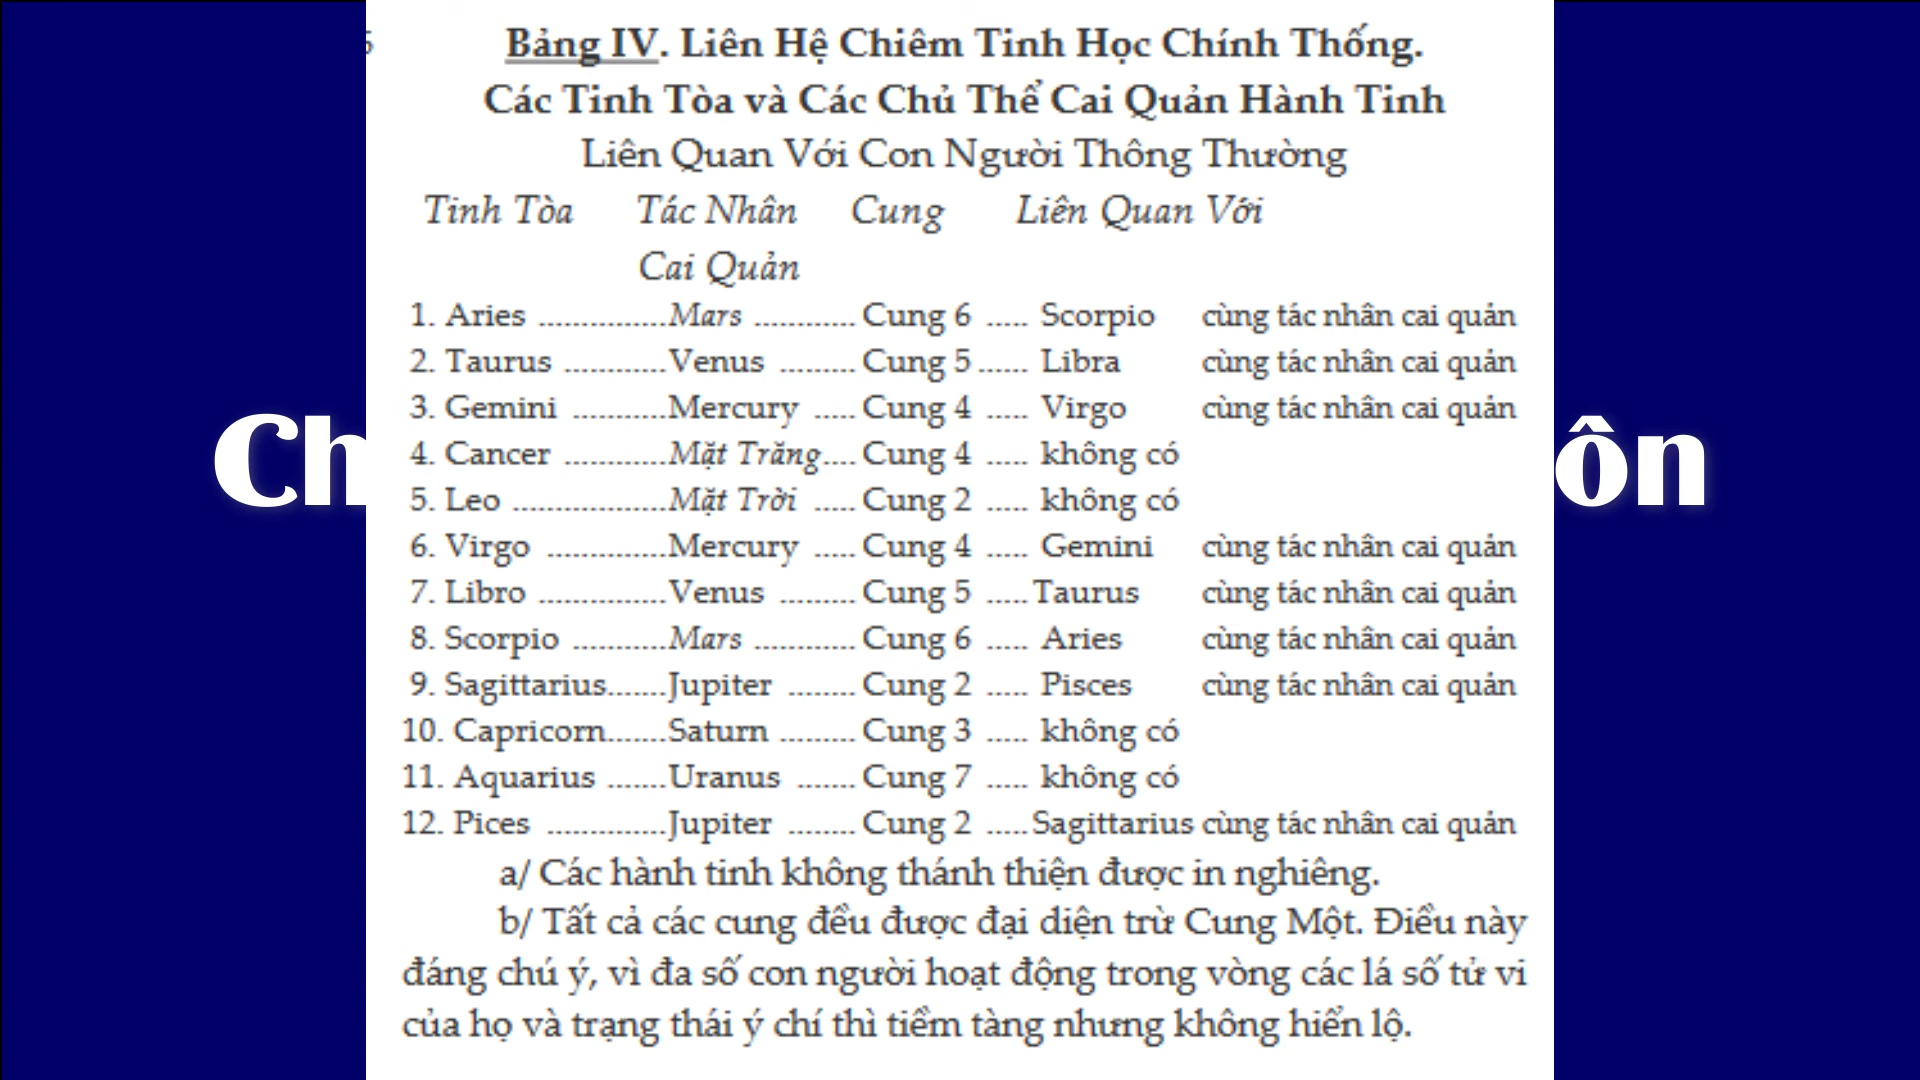 Bảng IV. Liên Hệ Chiêm Tinh Học Chính Thống.
Các Tinh Tòa và Các Chủ Thể Cai Quản Hành Tinh
Liên Quan Với Con Người Thông Thường
Tinh Tòa Tác Nhân Cung Liên Quan Với
Cai Quản
1. Aries ...............Mars ............ Cung 6 ..... Scorpio cùng tác nhân cai quản
2. Taurus ............Venus ......... Cung 5 ...... Libra cùng tác nhân cai quản
3. Gemini ...........Mercury ..... Cung 4 ..... Virgo cùng tác nhân cai quản
4. Cancer ............Mặt Trăng.... Cung 4 ..... không có
5. Leo ..................Mặt Trời ..... Cung 2 ..... không có
6. Virgo ..............Mercury ..... Cung 4 ..... Gemini cùng tác nhân cai quản
7. Libro ...............Venus ......... Cung 5 .....Taurus cùng tác nhân cai quản
8. Scorpio ...........Mars ............ Cung 6 ..... Aries cùng tác nhân cai quản
9. Sagittarius.......Jupiter ........ Cung 2 ..... Pisces cùng tác nhân cai quản
10. Capricorn.......Saturn ......... Cung 3 ..... không có
11. Aquarius .......Uranus ....... Cung 7 ..... không có
12. Pices ..............Jupiter ........ Cung 2 .....Sagittarius cùng tác nhân cai quản
a/ Các hành tinh không thánh thiện được in nghiêng.
b/ Tất cả các cung đều được đại diện trừ Cung Một. Điều này
đáng chú ý, vì đa số con người hoạt động trong vòng các lá số tử vi
của họ và trạng thái ý chí thì tiềm tàng nhưng không hiển lộ.
Ch ôn